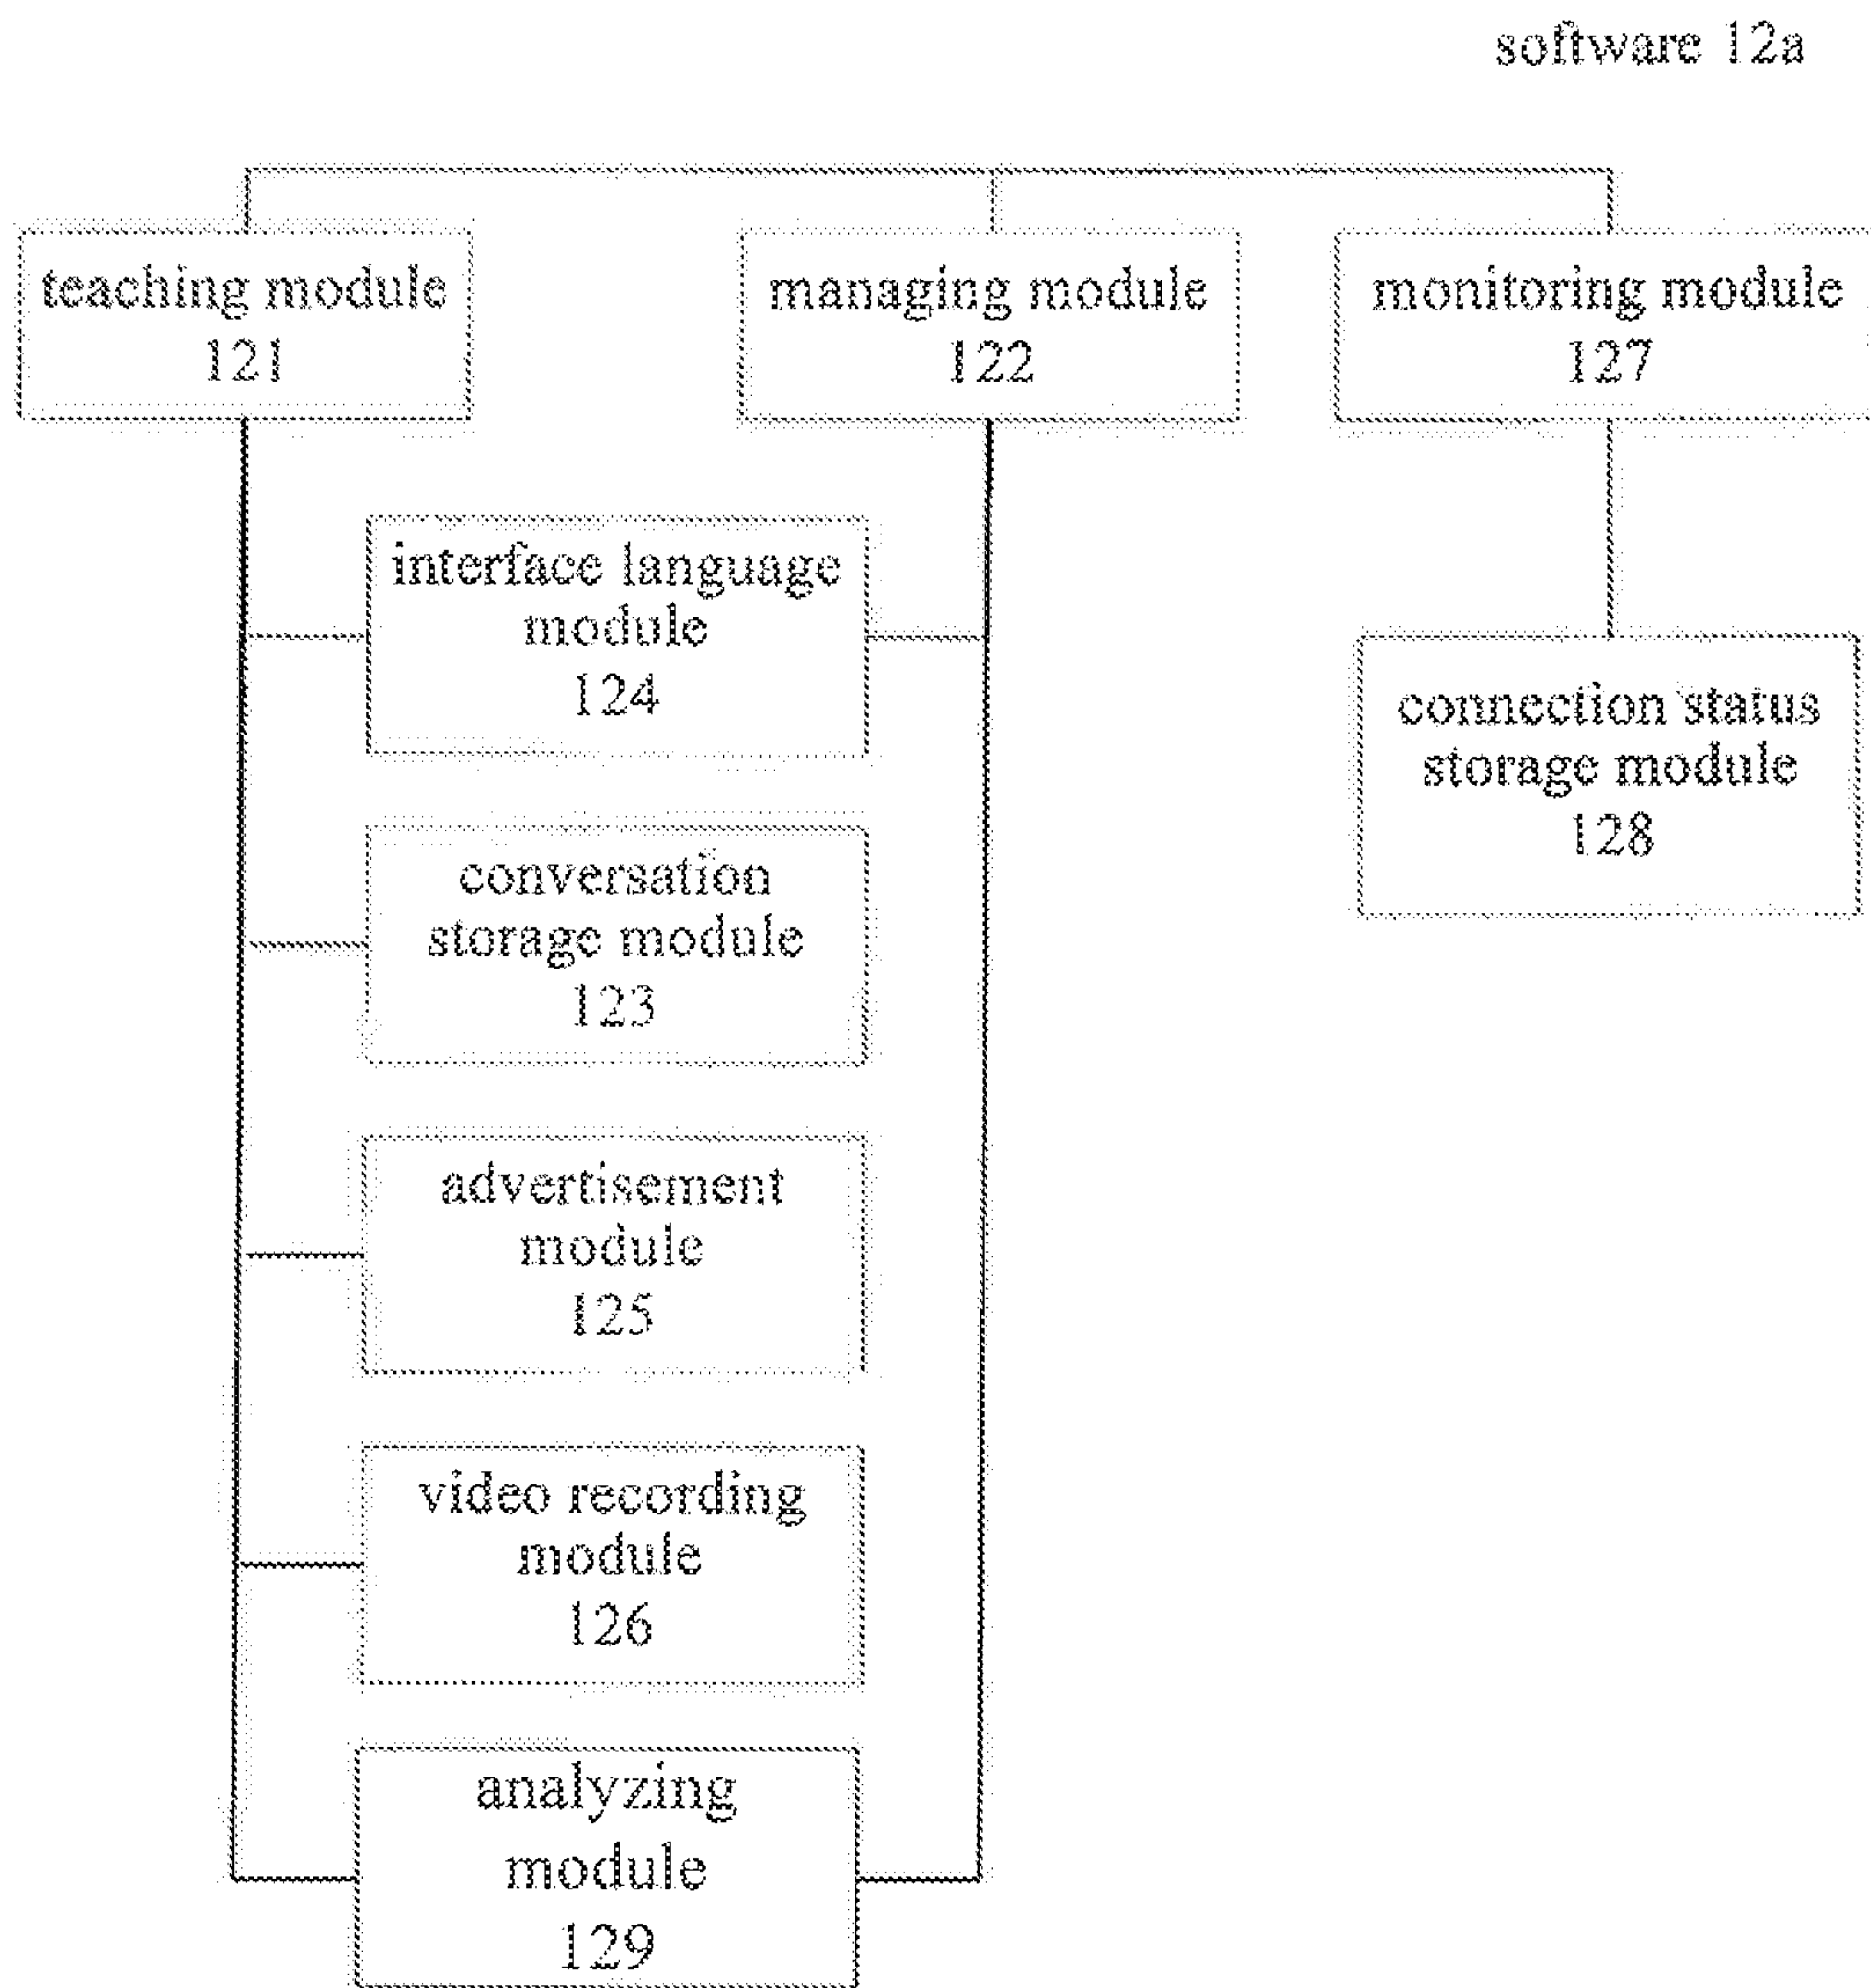 software 12a
teaching module
121
managing module
122
monitoring module
127
interface language
module
124
connection status
storage module
128
conversation
storage module
123
advertisement
module
125
video recording
module
126
analyzing
module
129